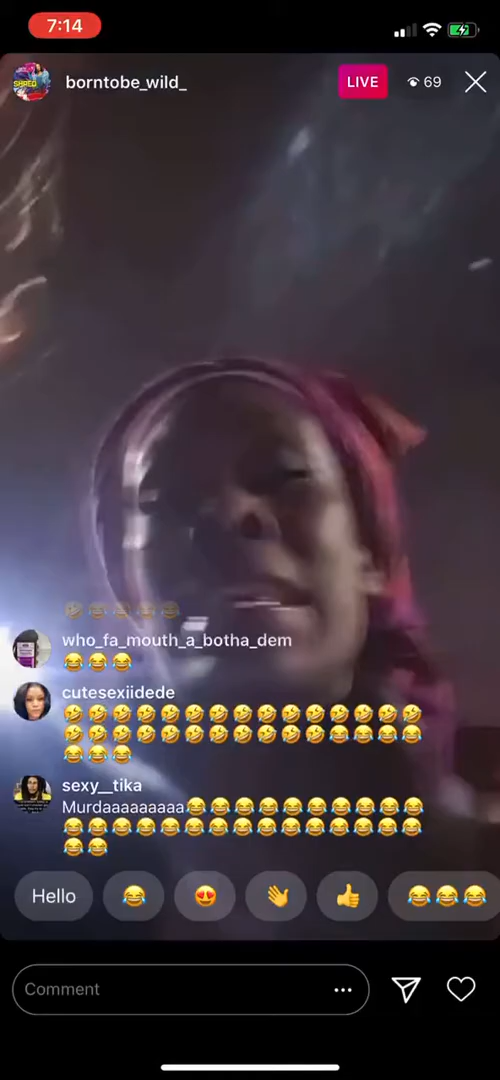 7:14
borntobe_wild_
LIVE
69
who_fa_mouth_a_botha_dem
😂😂😂
cutesexiidede
🤣🤣🤣🤣🤣🤣🤣🤣🤣🤣🤣🤣🤣🤣🤣
🤣🤣🤣🤣🤣🤣🤣🤣🤣🤣🤣😂😂😂😂
😂😂😂
sexy__tika
Murdaaaaaaaaa😂😂😂😂😂😂😂😂😂😂
😂😂😂😂😂😂😂😂😂😂😂😂😂😂😂
😂😂
Hello
Comment